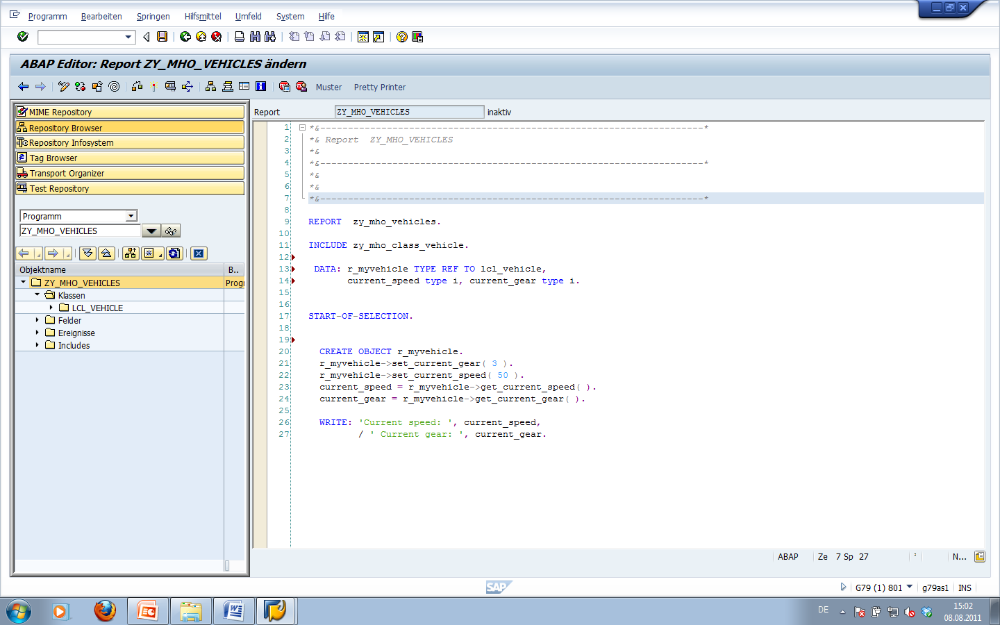 Programm Bearbeiten Springen Hilfsmittel Umfeld System Hilfe
ABAP Editor: Report ZY_MHO_VEHICLES ändern
Muster Pretty Printer
MIME Repository
Repository Browser
Repository Infosystem
Tag Browser
Transport Organizer
Test Repository
Programm
ZY_MHO_VEHICLES
Objektname B..
ZY_MHO_VEHICLES Progr
Klassen
LCL_VEHICLE
Felder
Ereignisse
Includes
Report ZY_MHO_VEHICLES inaktiv
1 *&---------------------------------------------------------------------*
2 *& Report  ZY_MHO_VEHICLES
3 *&
4 *&---------------------------------------------------------------------*
5 *&
6 *&
7 *&---------------------------------------------------------------------*
8
9 REPORT  zy_mho_vehicles.
10
11 INCLUDE zy_mho_class_vehicle.
12
13  DATA: r_myvehicle TYPE REF TO lcl_vehicle,
14        current_speed type i, current_gear type i.
15
16
17 START-OF-SELECTION.
18
19
20   CREATE OBJECT r_myvehicle.
21   r_myvehicle->set_current_gear( 3 ).
22   r_myvehicle->set_current_speed( 50 ).
23   current_speed = r_myvehicle->get_current_speed( ).
24   current_gear = r_myvehicle->get_current_gear( ).
25
26   WRITE: 'Current speed: ', current_speed,
27          / ' Current gear: ', current_gear.
ABAP Ze 7 Sp 27 N...
SAP
G79 (1) 801 g79as1 INS
DE
15:02
08.08.2011